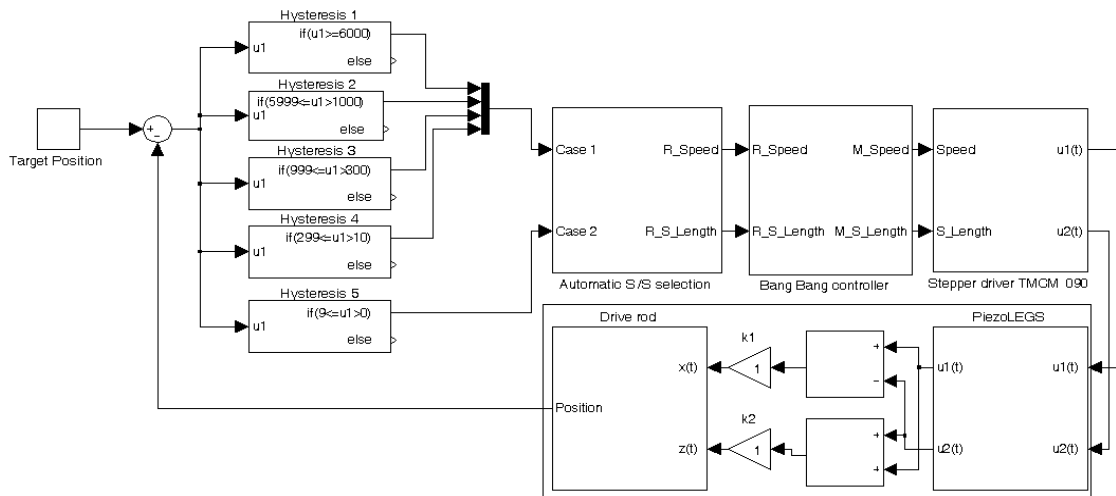 Hysteresis 1
if(u1>=6000)
u1
else
Hysteresis 2
if(5999<=u1>1000)
u1
else
Hysteresis 3
if(999<=u1>300)
u1
else
Hysteresis 4
if(299<=u1>10)
u1
else
Hysteresis 5
if(9<=u1>0)
u1
else
Target Position
+
-
Case 1
R_Speed
Case 2
R_S_Length
Automatic S/S selection
R_Speed
M_Speed
R_S_Length
M_S_Length
Bang Bang controller
Speed
u1(t)
S_Length
u2(t)
Stepper driver TMCM 090
Drive rod
x(t)
Position
z(t)
k1
1
k2
1
+
-
+
+
PiezoLEGS
u1(t)
u1(t)
u2(t)
u2(t)